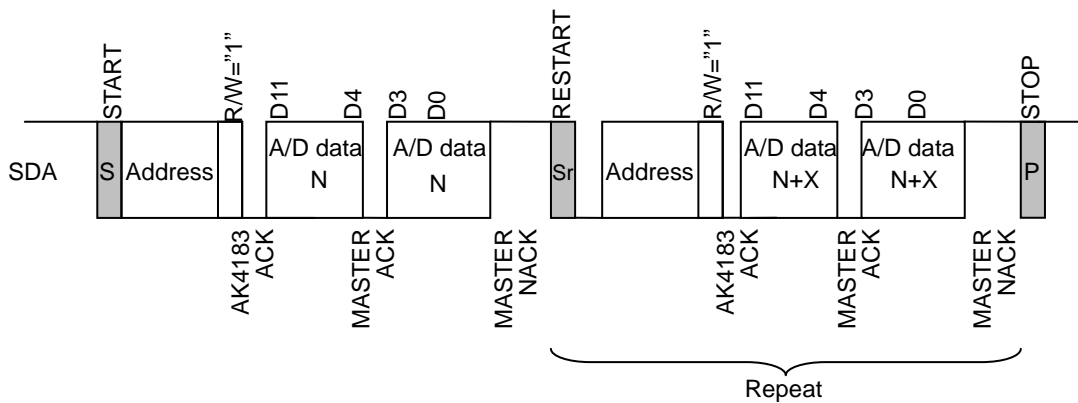 START
R/W="1"
D11
D4
D3
D0
RESTART
R/W="1"
D11
D4
D3
D0
STOP
SDA
S
Address
A/D data
N
A/D data
N
Sr
Address
A/D data
N+X
A/D data
N+X
P
AK4183
ACK
MASTER
ACK
MASTER
NACK
AK4183
ACK
MASTER
ACK
MASTER
NACK
Repeat